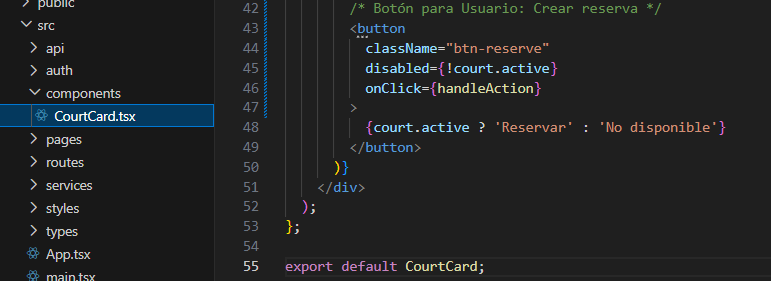 public
src
api
auth
components
CourtCard.tsx
pages
routes
services
styles
types
App.tsx
main.tsx
42 /* Botón para Usuario: Crear reserva */
43 <button
44 className="btn-reserve"
45 disabled={!court.active}
46 onClick={handleAction}
47 >
48 {court.active ? 'Reservar' : 'No disponible'}
49 </button>
50 )}
51 </div>
52 );
53 };
54
55 export default CourtCard;